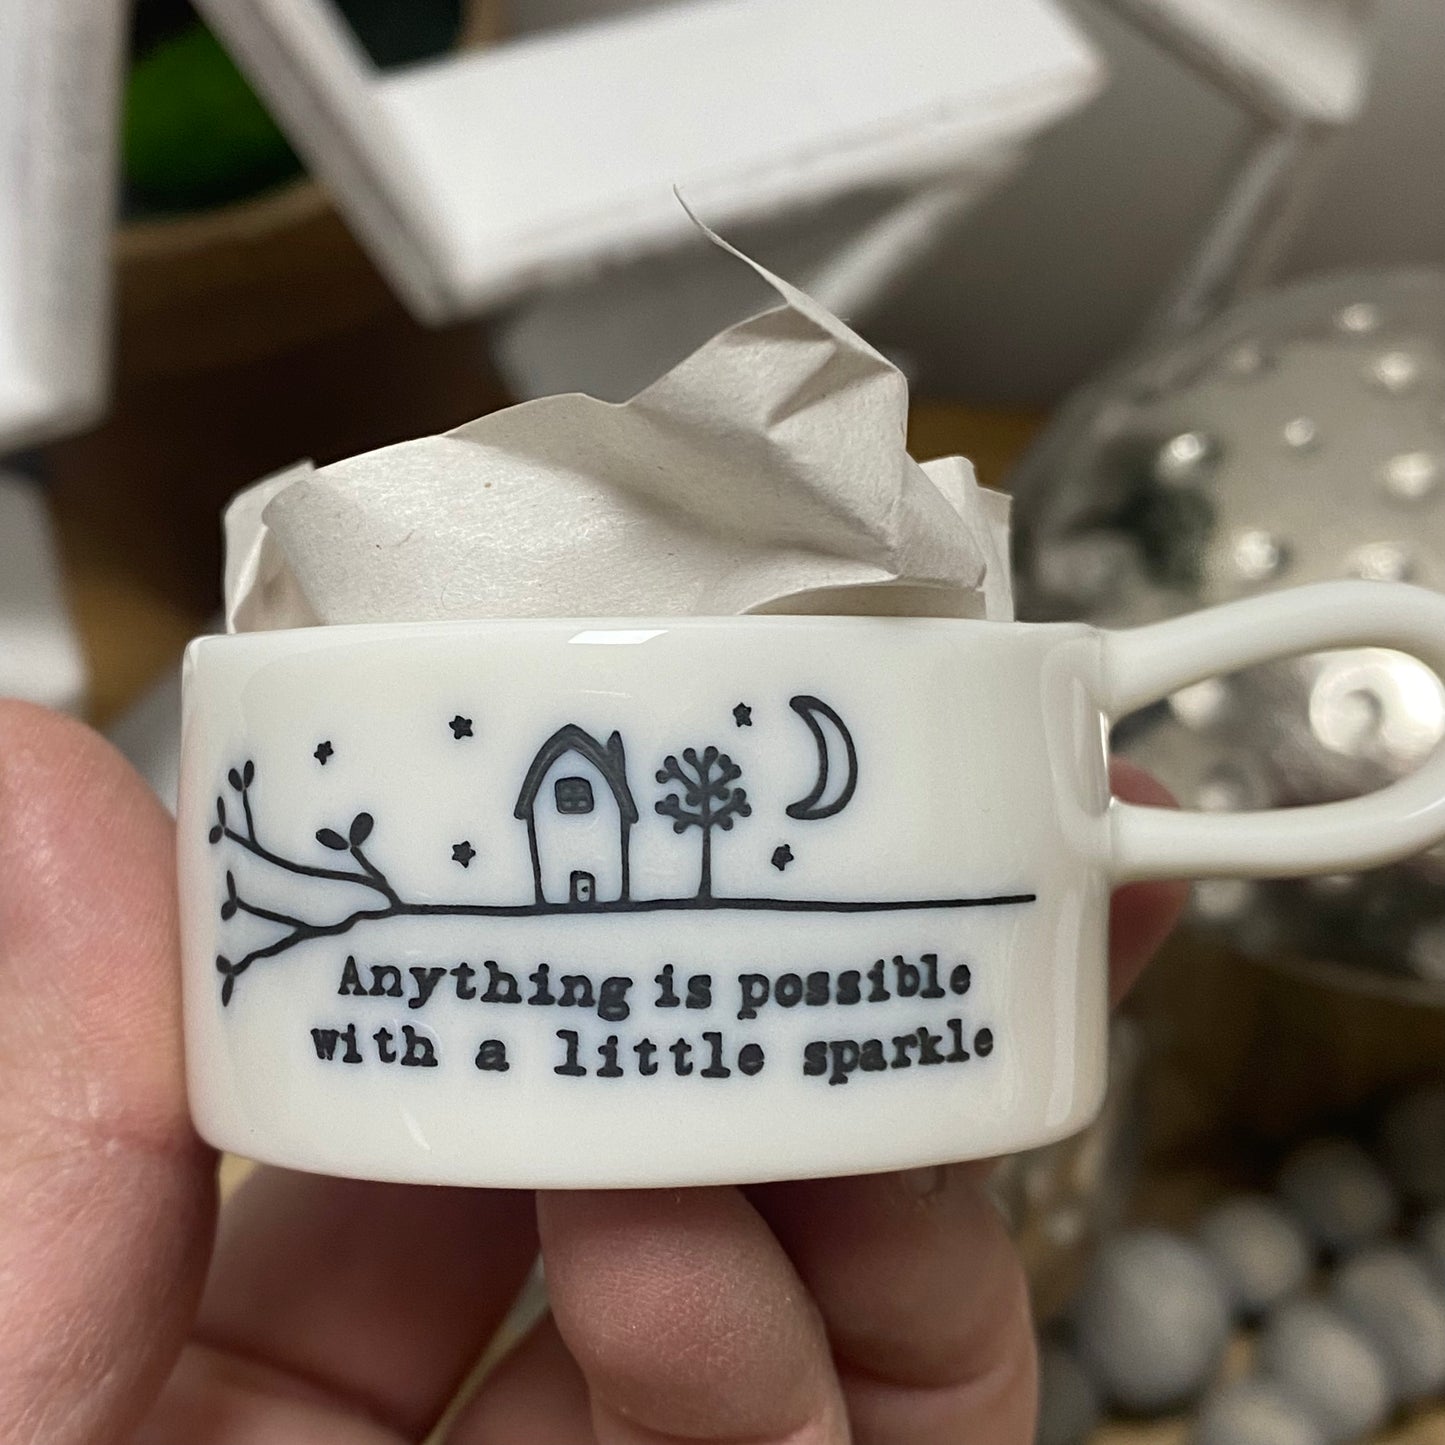 Anything is possible
with a little sparkle